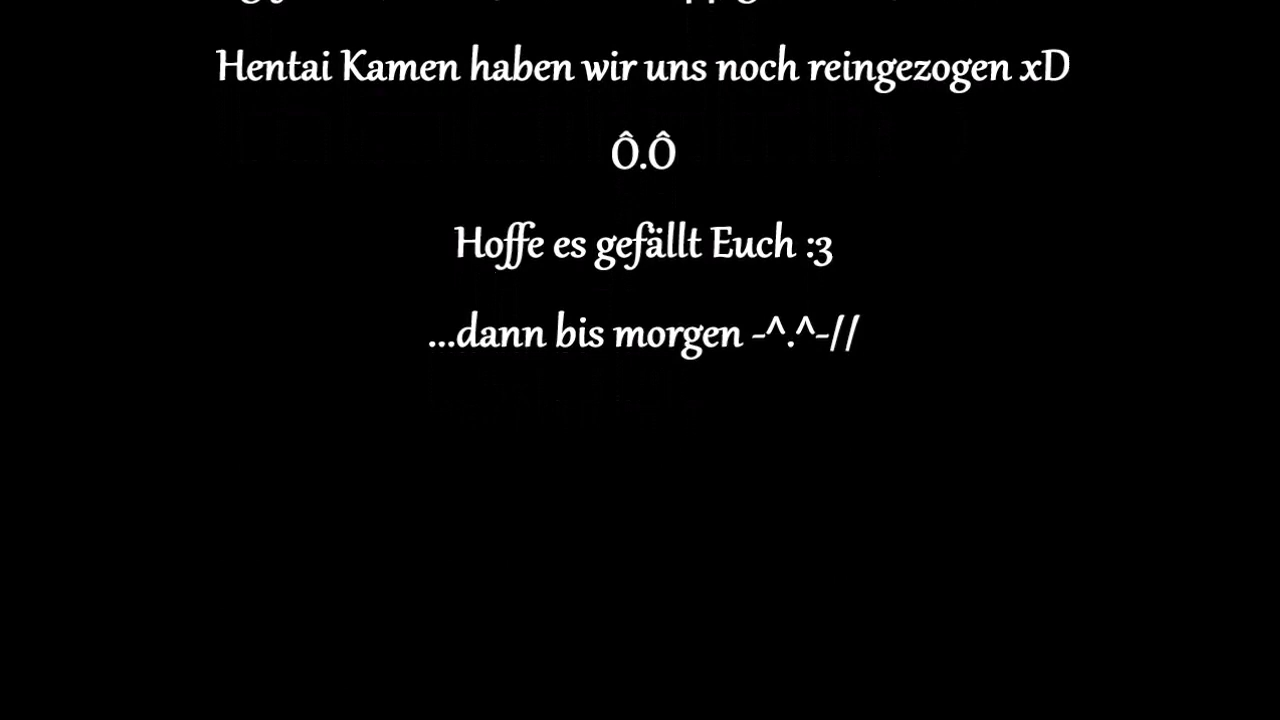 Hentai Kamen haben wir uns noch reingezogen xD
Ô.Ô
Hoffe es gefällt Euch :3
...dann bis morgen -^.^-//